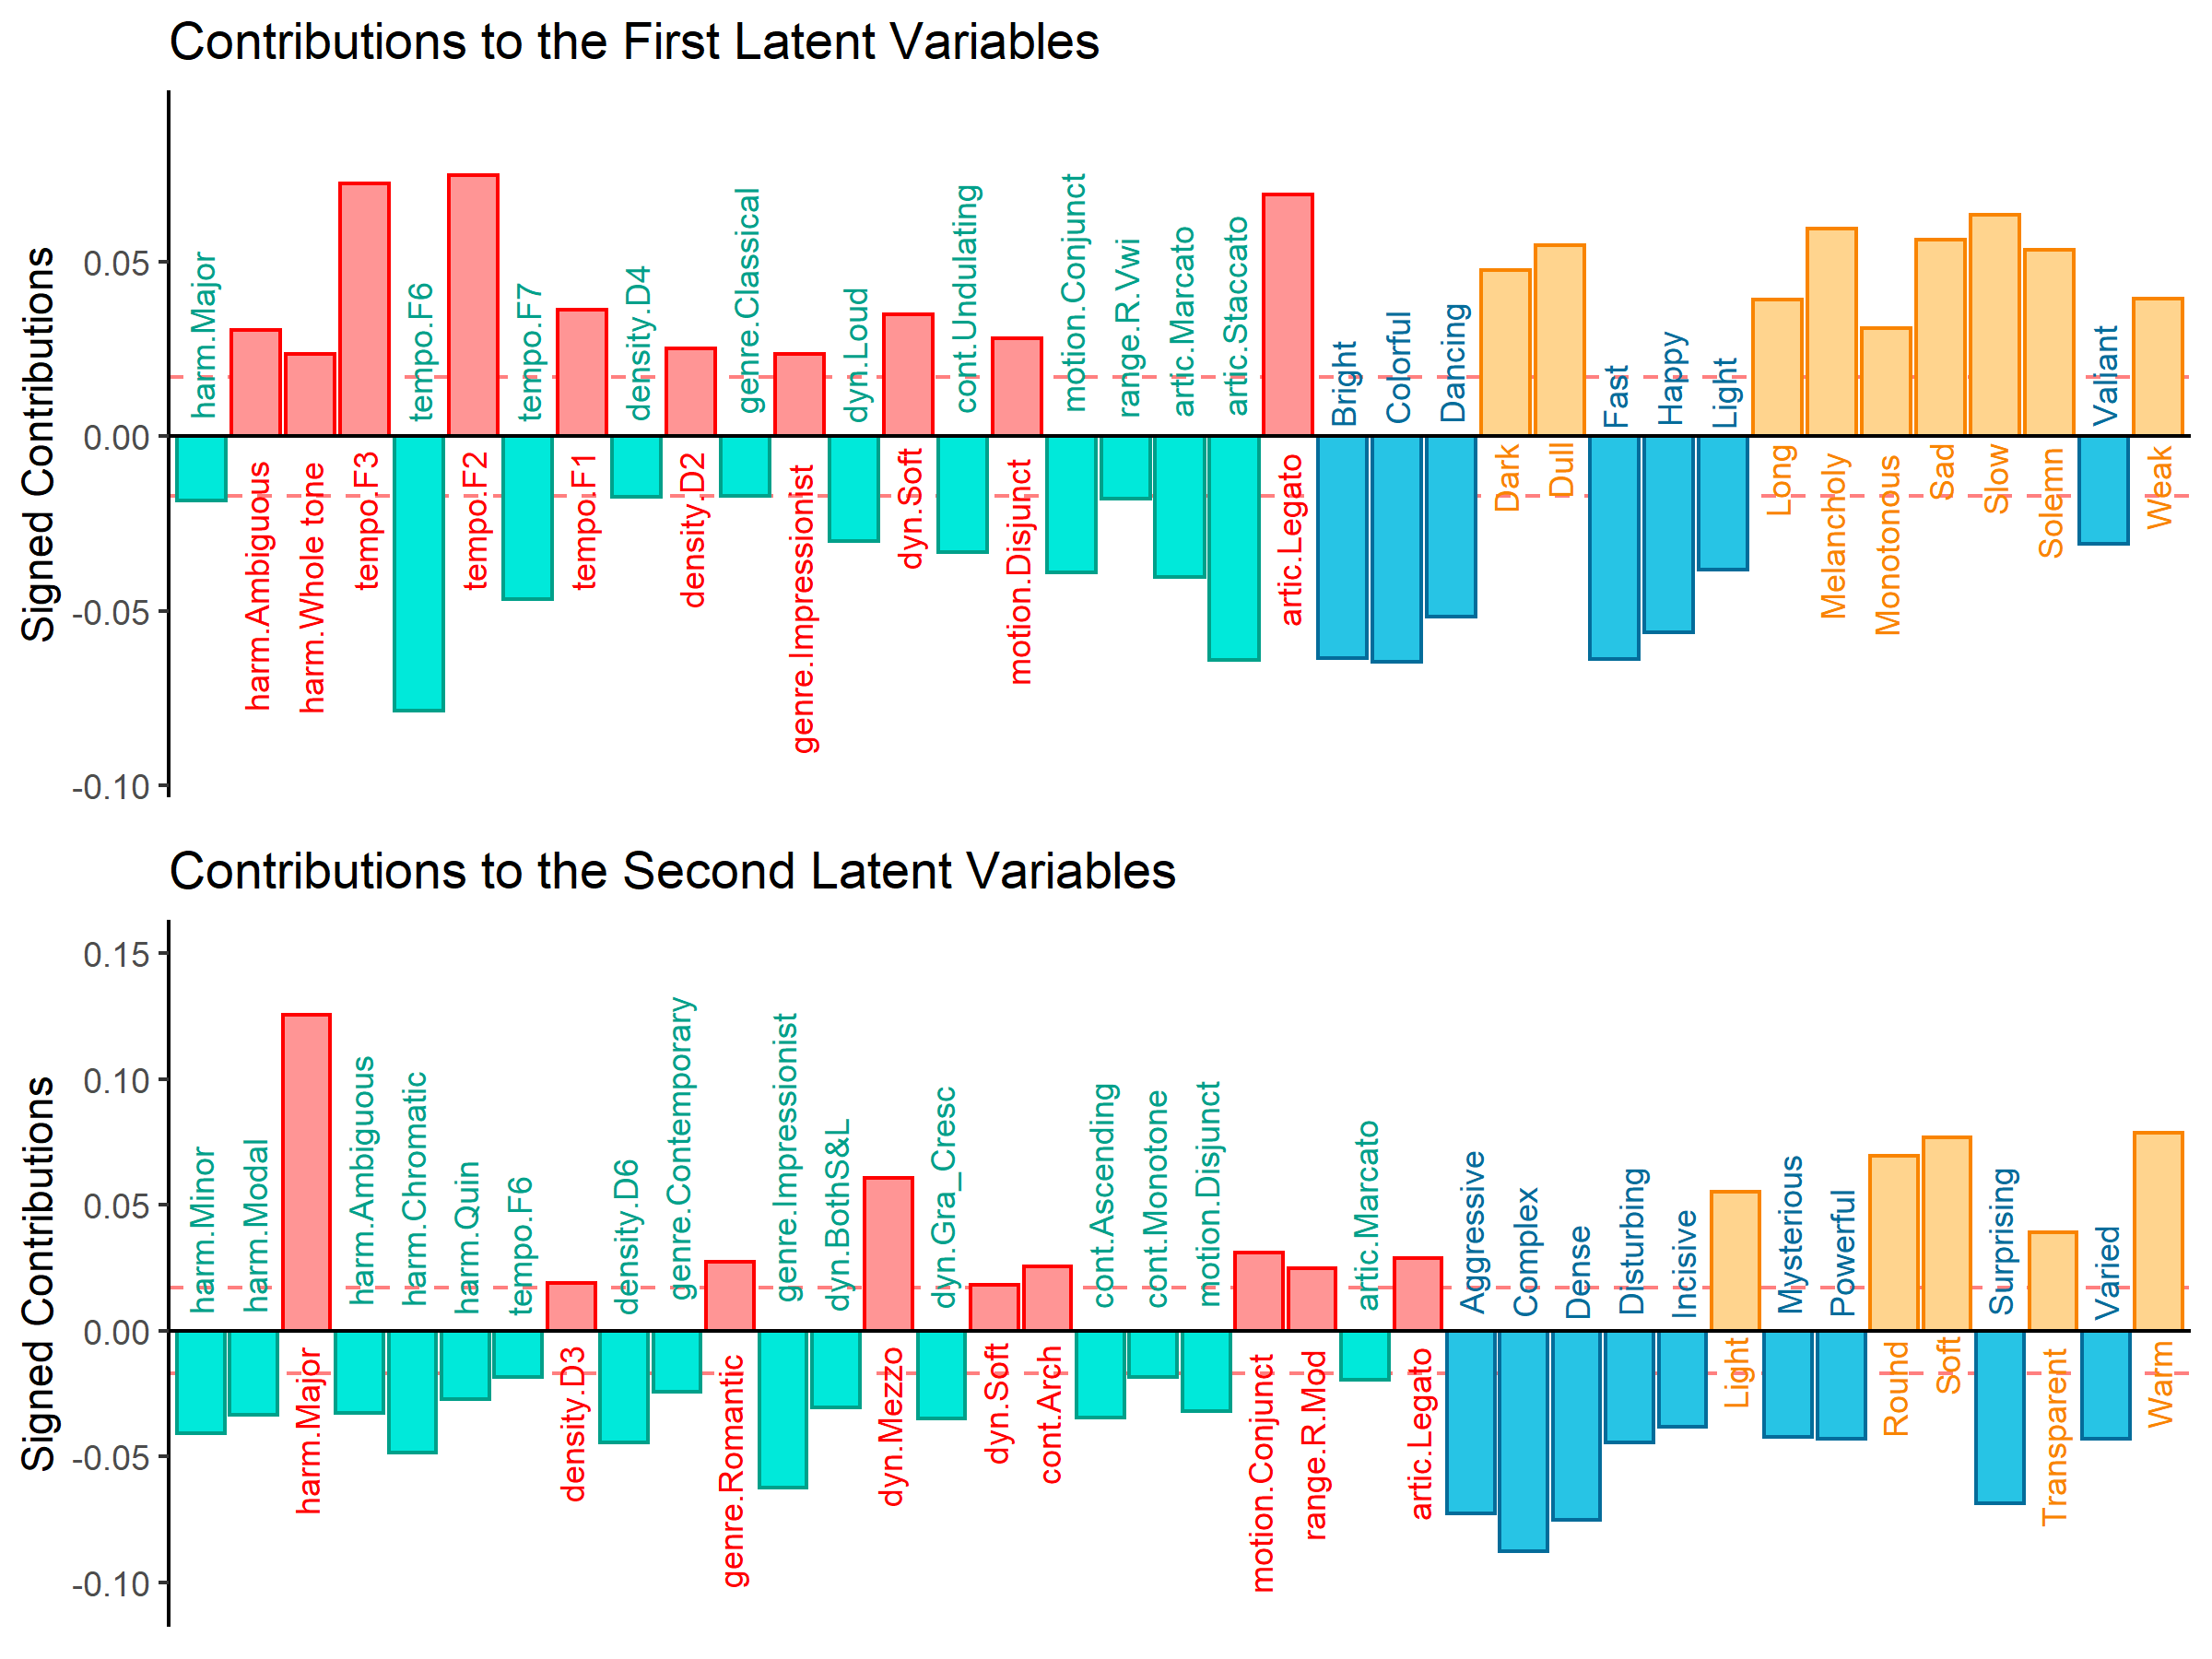 Contributions to the First Latent Variables
Signed Contributions
0.05
0.00
-0.05
-0.10
harm.Major
harm.Ambiguous
harm.Whole tone
tempo.F3
tempo.F6
tempo.F2
tempo.F7
tempo.F1
density.D4
density.D2
genre.Classical
genre.Impressionist
dyn.Loud
dyn.Soft
cont.Undulating
motion.Disjunct
motion.Conjunct
range.R.Vwi
artic.Marcato
artic.Staccato
artic.Legato
Bright
Colorful
Dancing
Dark
Dull
Fast
Happy
Light
Long
Melancholy
Monotonous
Sad
Slow
Solemn
Valiant
Weak
Contributions to the Second Latent Variables
Signed Contributions
0.15
0.10
0.05
0.00
-0.05
-0.10
harm.Minor
harm.Modal
harm.Major
harm.Ambiguous
harm.Chromatic
harm.Quin
tempo.F6
density.D3
density.D6
genre.Contemporary
genre.Romantic
genre.Impressionist
dyn.BothS&L
dyn.Mezzo
dyn.Gra_Cresc
dyn.Soft
cont.Arch
cont.Ascending
cont.Monotone
motion.Disjunct
motion.Conjunct
range.R.Mod
artic.Marcato
artic.Legato
Aggressive
Complex
Dense
Disturbing
Incisive
Light
Mysterious
Powerful
Round
Soft
Surprising
Transparent
Varied
Warm